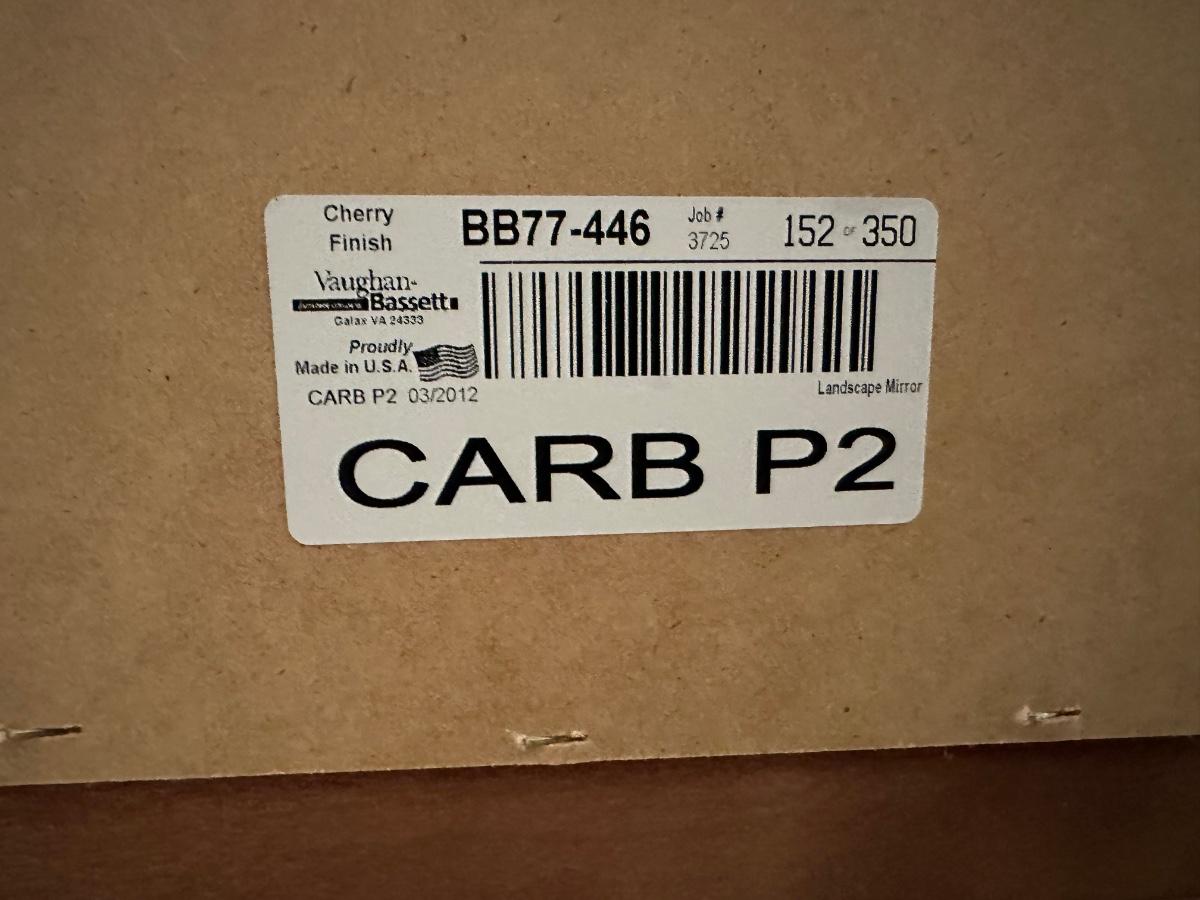 Cherry
Finish
BB77-446
Job #
3725
152 OF 350
Vaughan-
Bassett
Galax VA 24333
Proudly
Made in U.S.A.
CARB P2 03/2012
Landscape Mirror
CARB P2